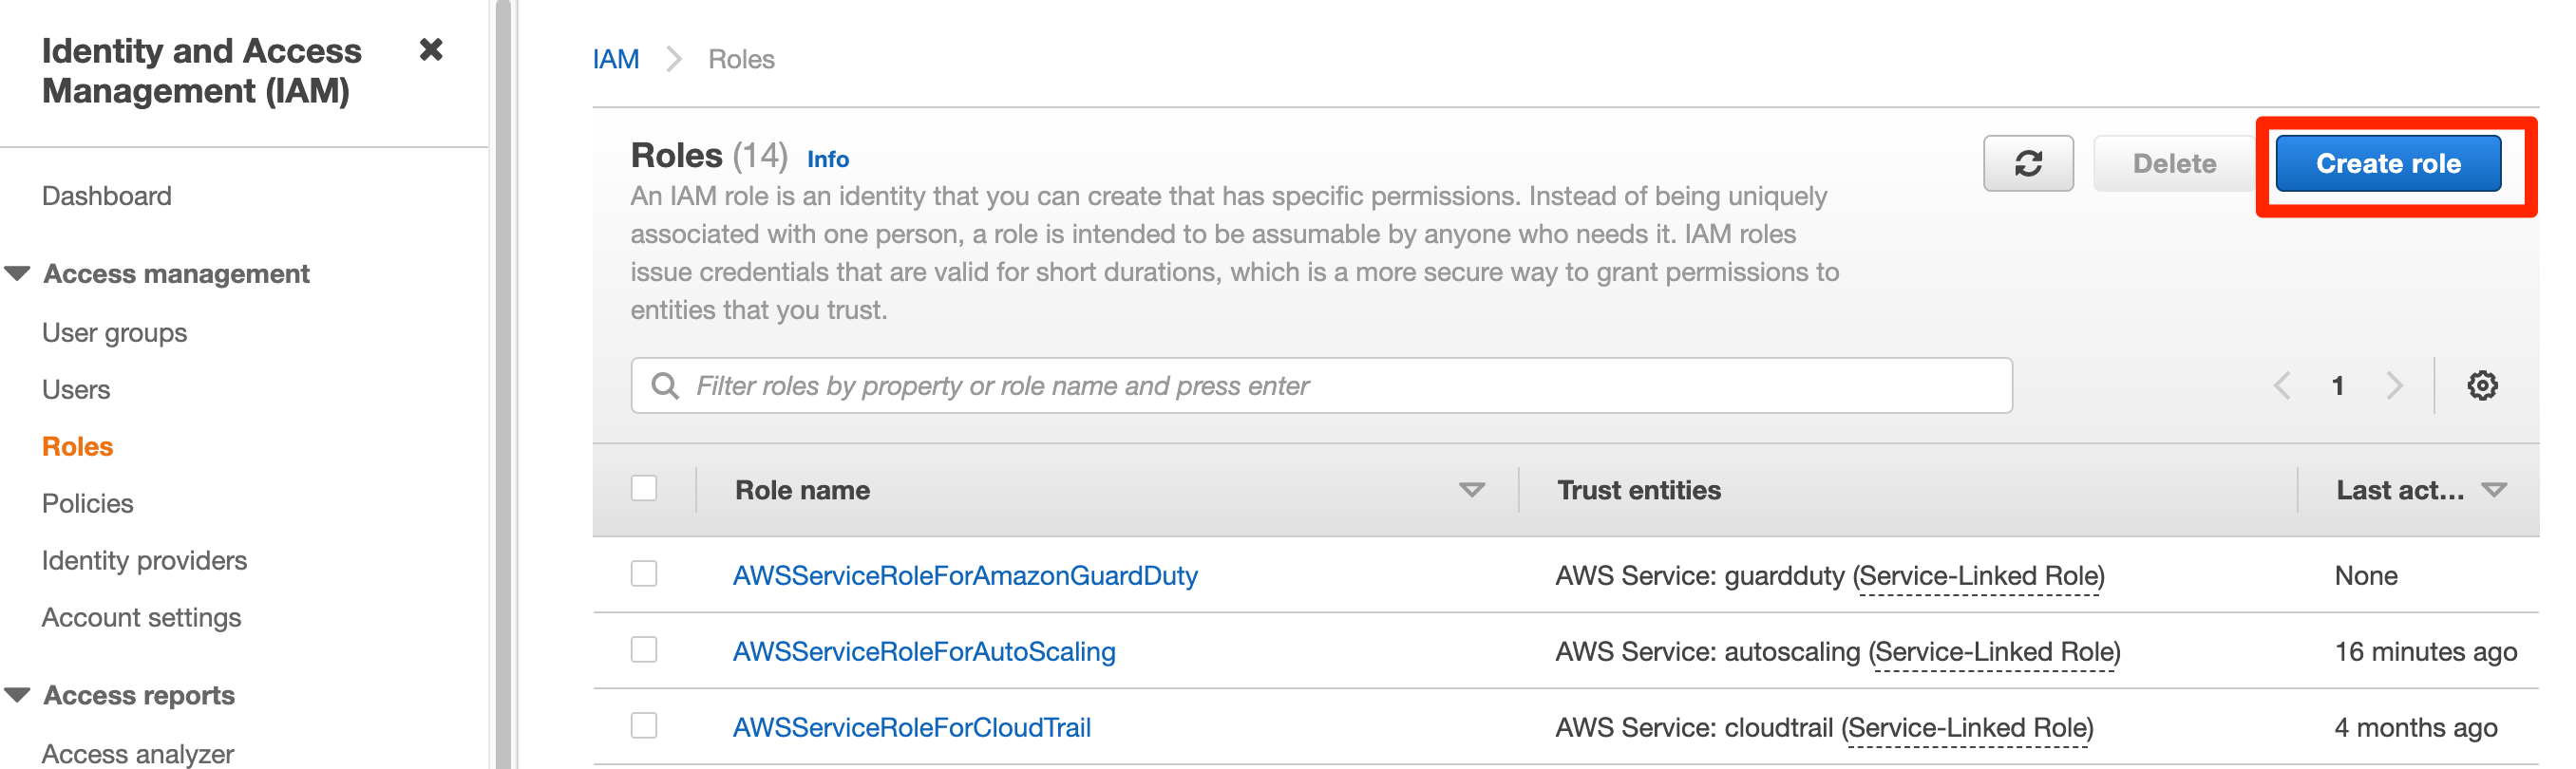 Identity and Access
Management (IAM)
Dashboard
Access management
User groups
Users
Roles
Policies
Identity providers
Account settings
Access reports
Access analyzer
IAM
Roles
Roles (14) Info
An IAM role is an identity that you can create that has specific permissions. Instead of being uniquely
associated with one person, a role is intended to be assumable by anyone who needs it. IAM roles
issue credentials that are valid for short durations, which is a more secure way to grant permissions to
entities that you trust.
Delete
Create role
Filter roles by property or role name and press enter
1
Role name Trust entities Last act...
AWSServiceRoleForAmazonGuardDuty AWS Service: guardduty (Service-Linked Role) None
AWSServiceRoleForAutoScaling AWS Service: autoscaling (Service-Linked Role) 16 minutes ago
AWSServiceRoleForCloudTrail AWS Service: cloudtrail (Service-Linked Role) 4 months ago